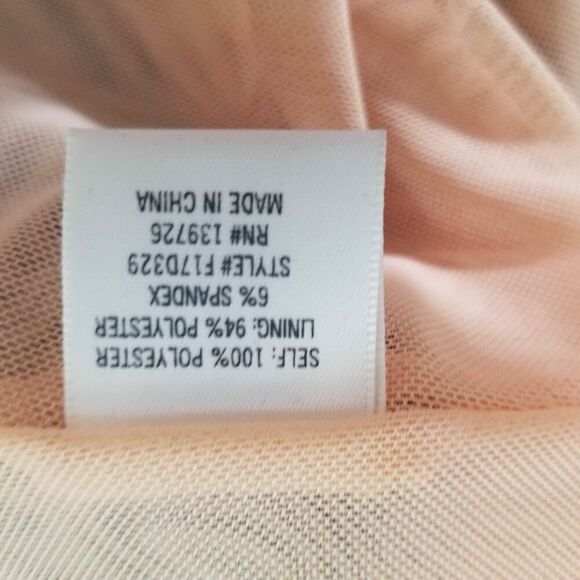 SELF: 100% POLYESTER
LINING: 94% POLYESTER
6% SPANDEX
STYLE# F17D329
RN# 139726
MADE IN CHINA